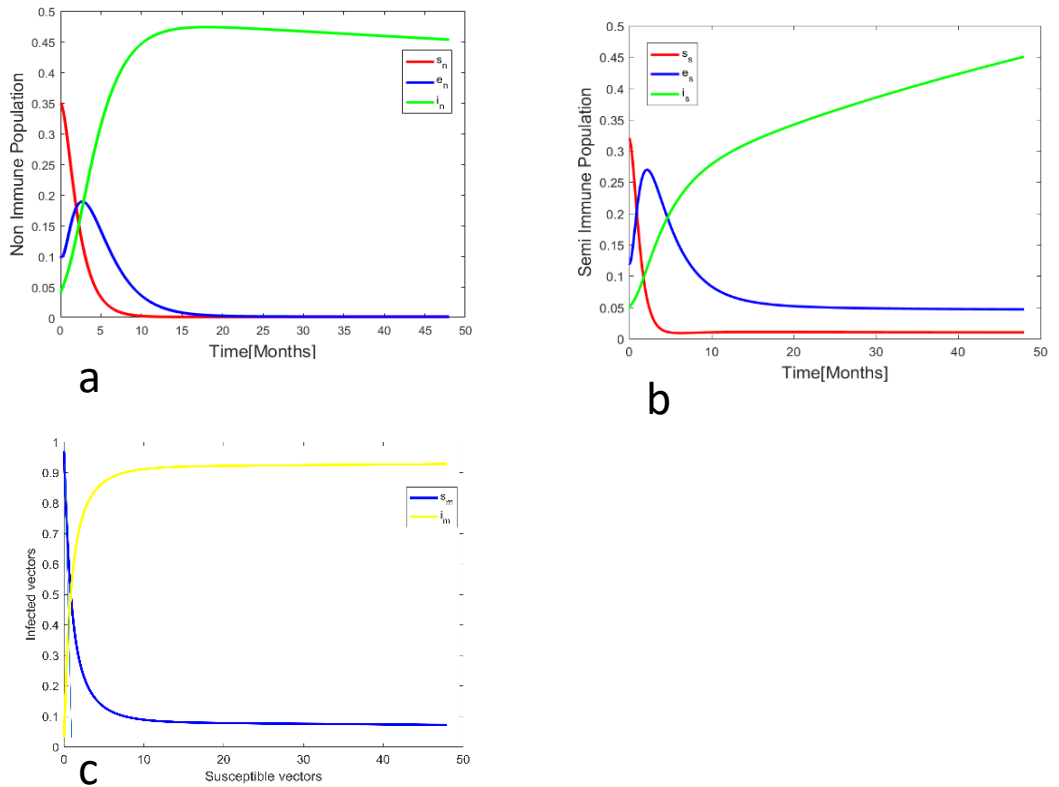 0.5
0.45
0.4
0.35
0.3
0.25
0.2
0.15
0.1
0.05
0
Non Immune Population
s_n
e_n
i_n
0 5 10 15 20 25 30 35 40 45 50
Time[Months]
a
0.5
0.45
0.4
0.35
0.3
0.25
0.2
0.15
0.1
0.05
0
Semi Immune Population
s_s
e_s
i_s
0 10 20 30 40 50
Time[Months]
b
1
0.9
0.8
0.7
0.6
0.5
0.4
0.3
0.2
0.1
0
Infected vectors
s_m
i_m
0 10 20 30 40 50
Susceptible vectors
c